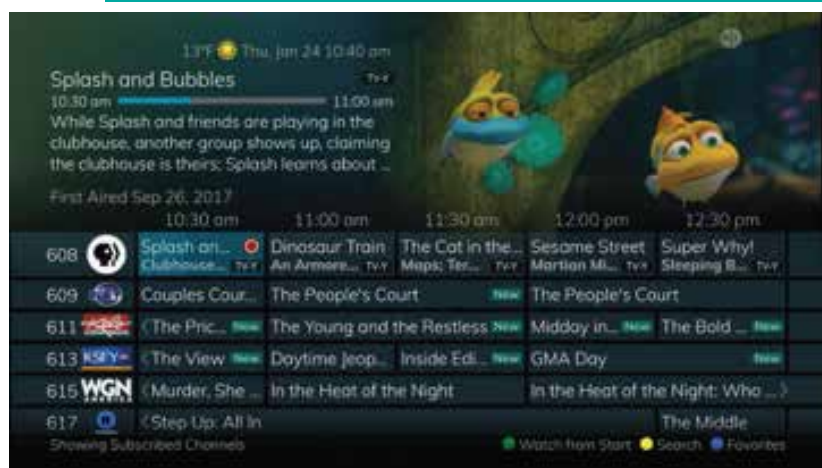 13°F Thu, Jan 24 10:40 am
Splash and Bubbles TV-Y
10:30 am 11:00 am
While Splash and friends are playing in the
clubhouse, another group shows up, claiming
the clubhouse is theirs; Splash learns about ...
First Aired Sep 26, 2017
10:30 am 11:00 am 11:30 am 12:00 pm 12:30 pm
608 Splash an... Dinosaur Train The Cat in the... Sesame Street Super Why!
Clubhouse... TV-Y An Armore... TV-Y Maps; Ter... TV-Y Martian Mi... TV-Y Sleeping B... TV-Y
609 Couples Cour... The People's Court New The People's Court
611 The Pric... New The Young and the Restless New Midday in... New The Bold ... New
613 KSFY The View New Daytime Jeop... Inside Edi... New GMA Day New
615 WGN Murder, She ... In the Heat of the Night In the Heat of the Night: Who ...
617 Step Up: All In The Middle
Showing Subscribed Channels Watch from Start Search Favorites